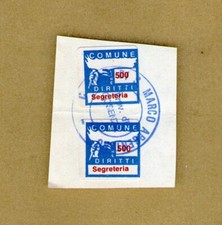 COMUNE
500
DIRITTI
Segreteria
MARCO
COMUNE
500
DIRITTI
Segreteria